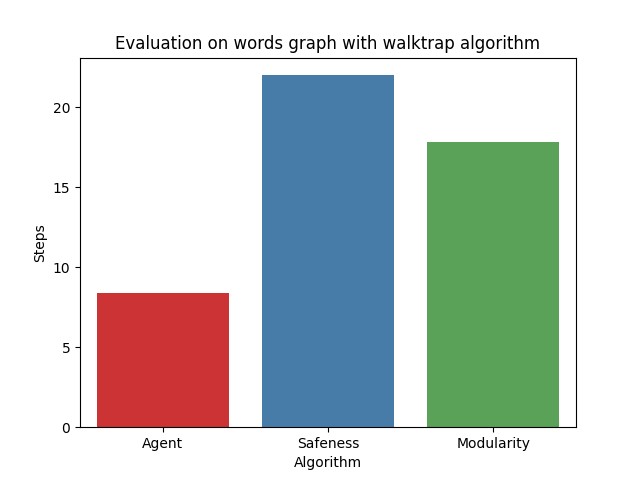 Evaluation on words graph with walktrap algorithm
20
15
10
5
0
Steps
Agent
Safeness
Modularity
Algorithm